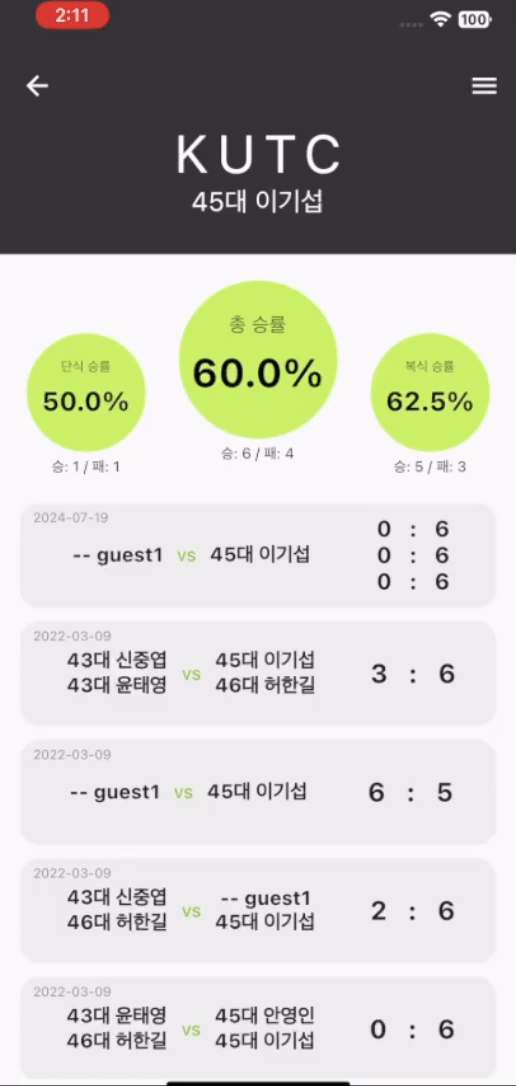 2:11
100
KUTC
45대 이기섭
총 승률
60.0%
승: 6 / 패: 4
단식 승률
50.0%
승: 1 / 패: 1
복식 승률
62.5%
승: 5 / 패: 3
2024-07-19
-- guest1 vs 45대 이기섭
0 : 6
0 : 6
0 : 6
2022-03-09
43대 신중엽 vs 45대 이기섭
43대 윤태영 46대 허한길
3 : 6
2022-03-09
-- guest1 vs 45대 이기섭
6 : 5
2022-03-09
43대 신중엽 vs -- guest1
46대 허한길 45대 이기섭
2 : 6
2022-03-09
43대 윤태영 vs 45대 안영인
46대 허한길 45대 이기섭
0 : 6